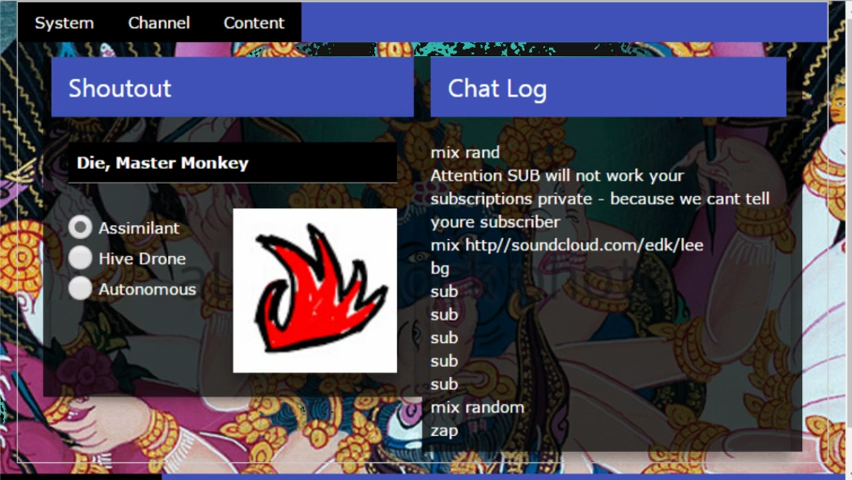 System Channel Content
Shoutout
Die, Master Monkey
Assimilant
Hive Drone
Autonomous
Chat Log
mix rand
Attention SUB will not work your
subscriptions private - because we cant tell
youre subscriber
mix http//soundcloud.com/edk/lee
bg
sub
sub
sub
sub
sub
mix random
zap